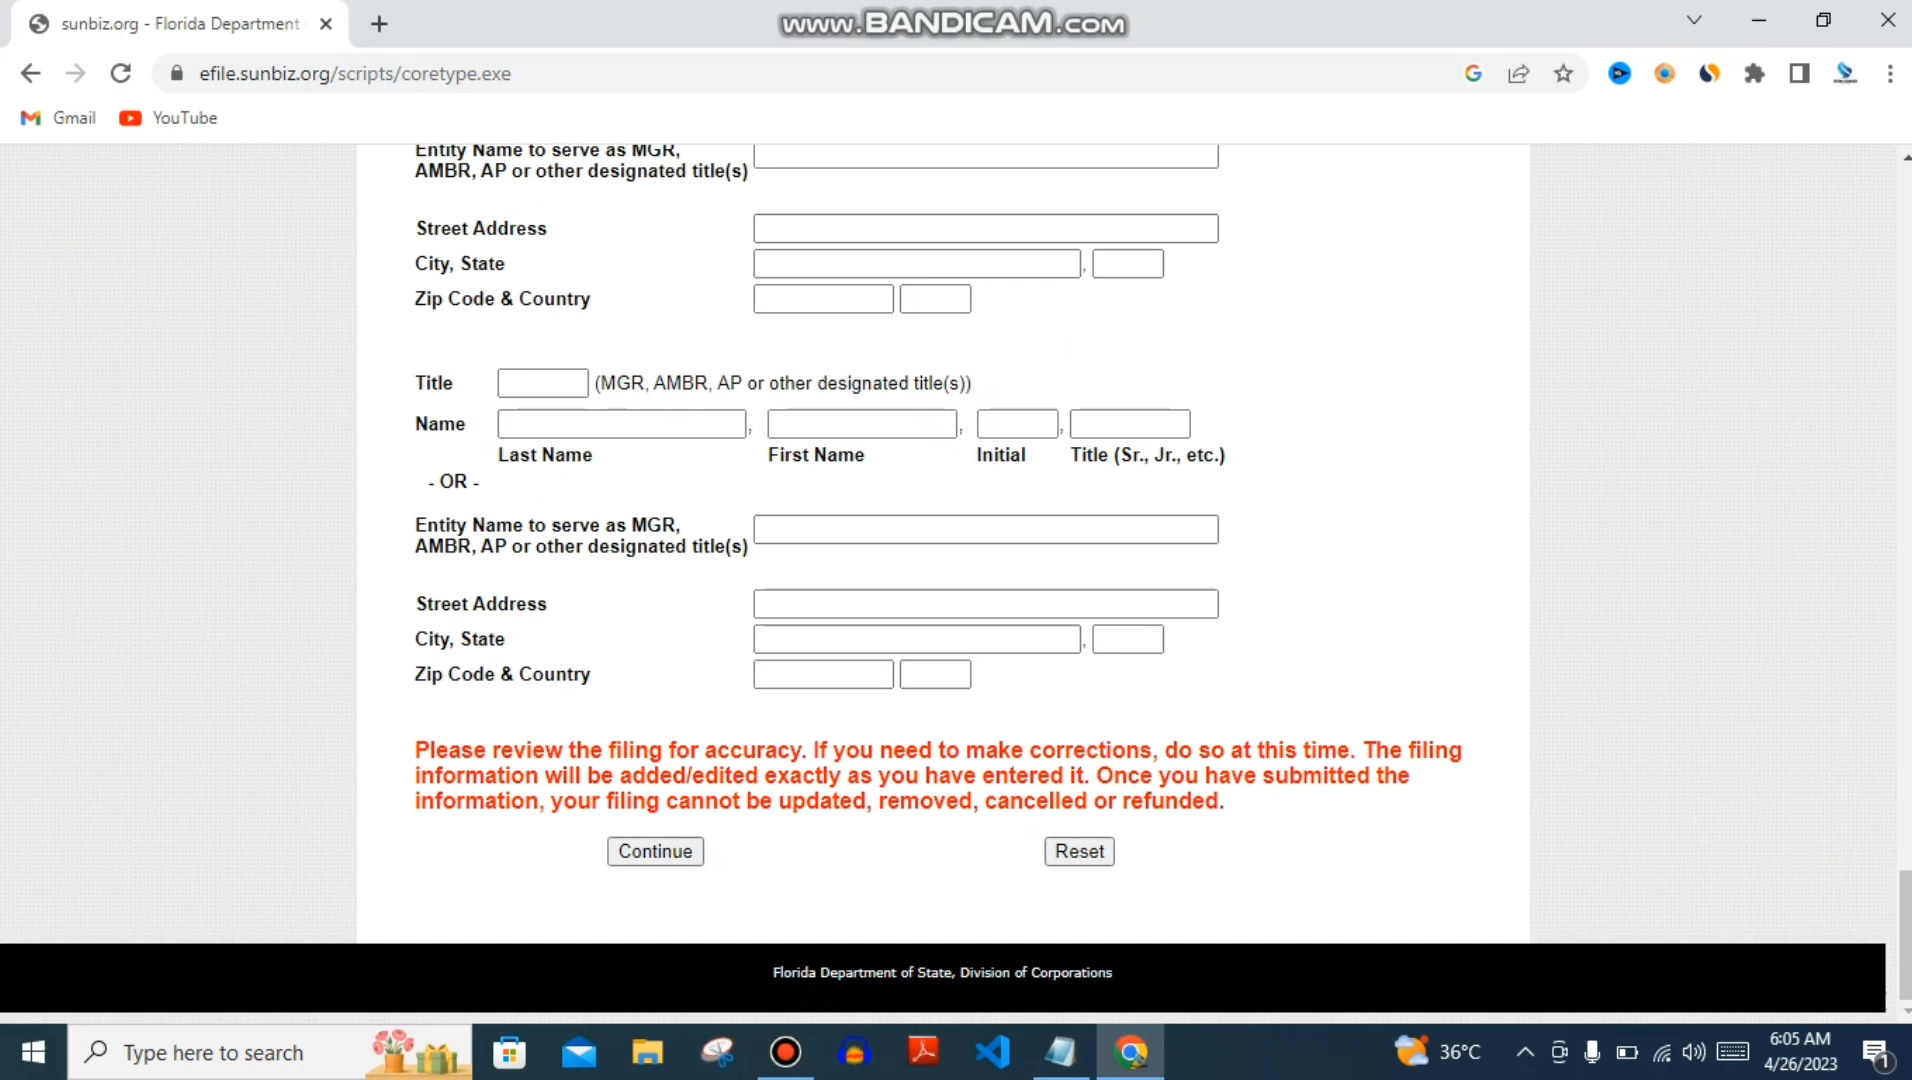 sunbiz.org - Florida Department
www.BANDICAM.com
efile.sunbiz.org/scripts/coretype.exe
Gmail
YouTube
Entity Name to serve as MGR,
AMBR, AP or other designated title(s)
Street Address
City, State
,
Zip Code & Country
Title
(MGR, AMBR, AP or other designated title(s))
Name
, , ,
Last Name
First Name
Initial
Title (Sr., Jr., etc.)
- OR -
Entity Name to serve as MGR,
AMBR, AP or other designated title(s)
Street Address
City, State
,
Zip Code & Country
Please review the filing for accuracy. If you need to make corrections, do so at this time. The filing
information will be added/edited exactly as you have entered it. Once you have submitted the
information, your filing cannot be updated, removed, cancelled or refunded.
Continue
Reset
Florida Department of State, Division of Corporations
Type here to search
36°C
6:05 AM
4/26/2023
1